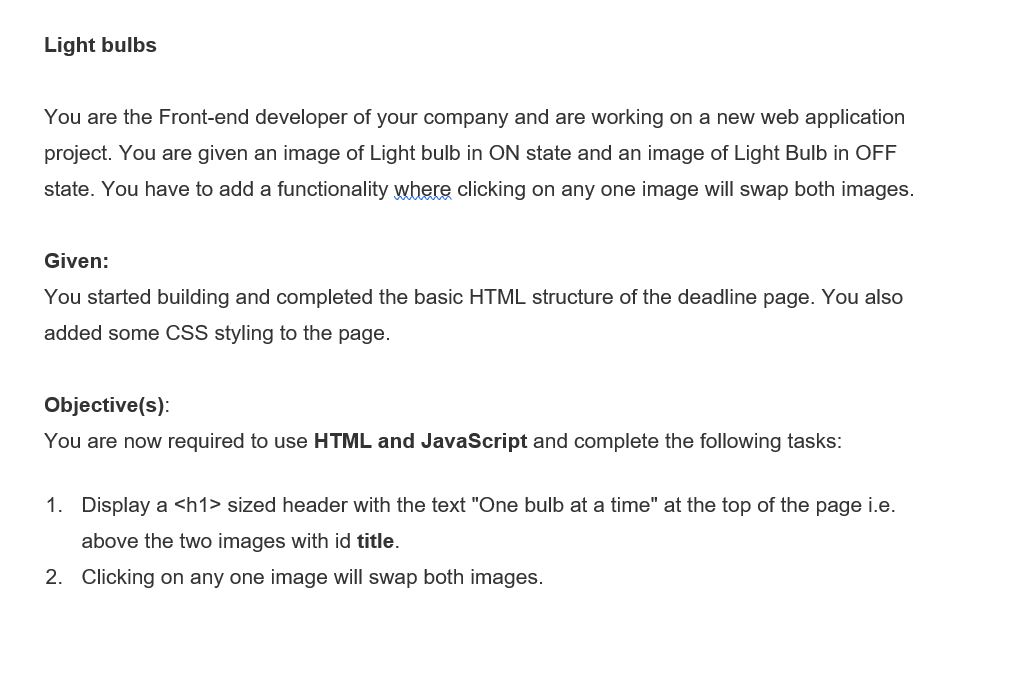 Light bulbs
You are the Front-end developer of your company and are working on a new web application
project. You are given an image of Light bulb in ON state and an image of Light Bulb in OFF
state. You have to add a functionality where clicking on any one image will swap both images.
Given:
You started building and completed the basic HTML structure of the deadline page. You also
added some CSS styling to the page.
Objective(s):
You are now required to use HTML and JavaScript and complete the following tasks:
1. Display a <h1> sized header with the text "One bulb at a time" at the top of the page i.e.
above the two images with id title.
2. Clicking on any one image will swap both images.